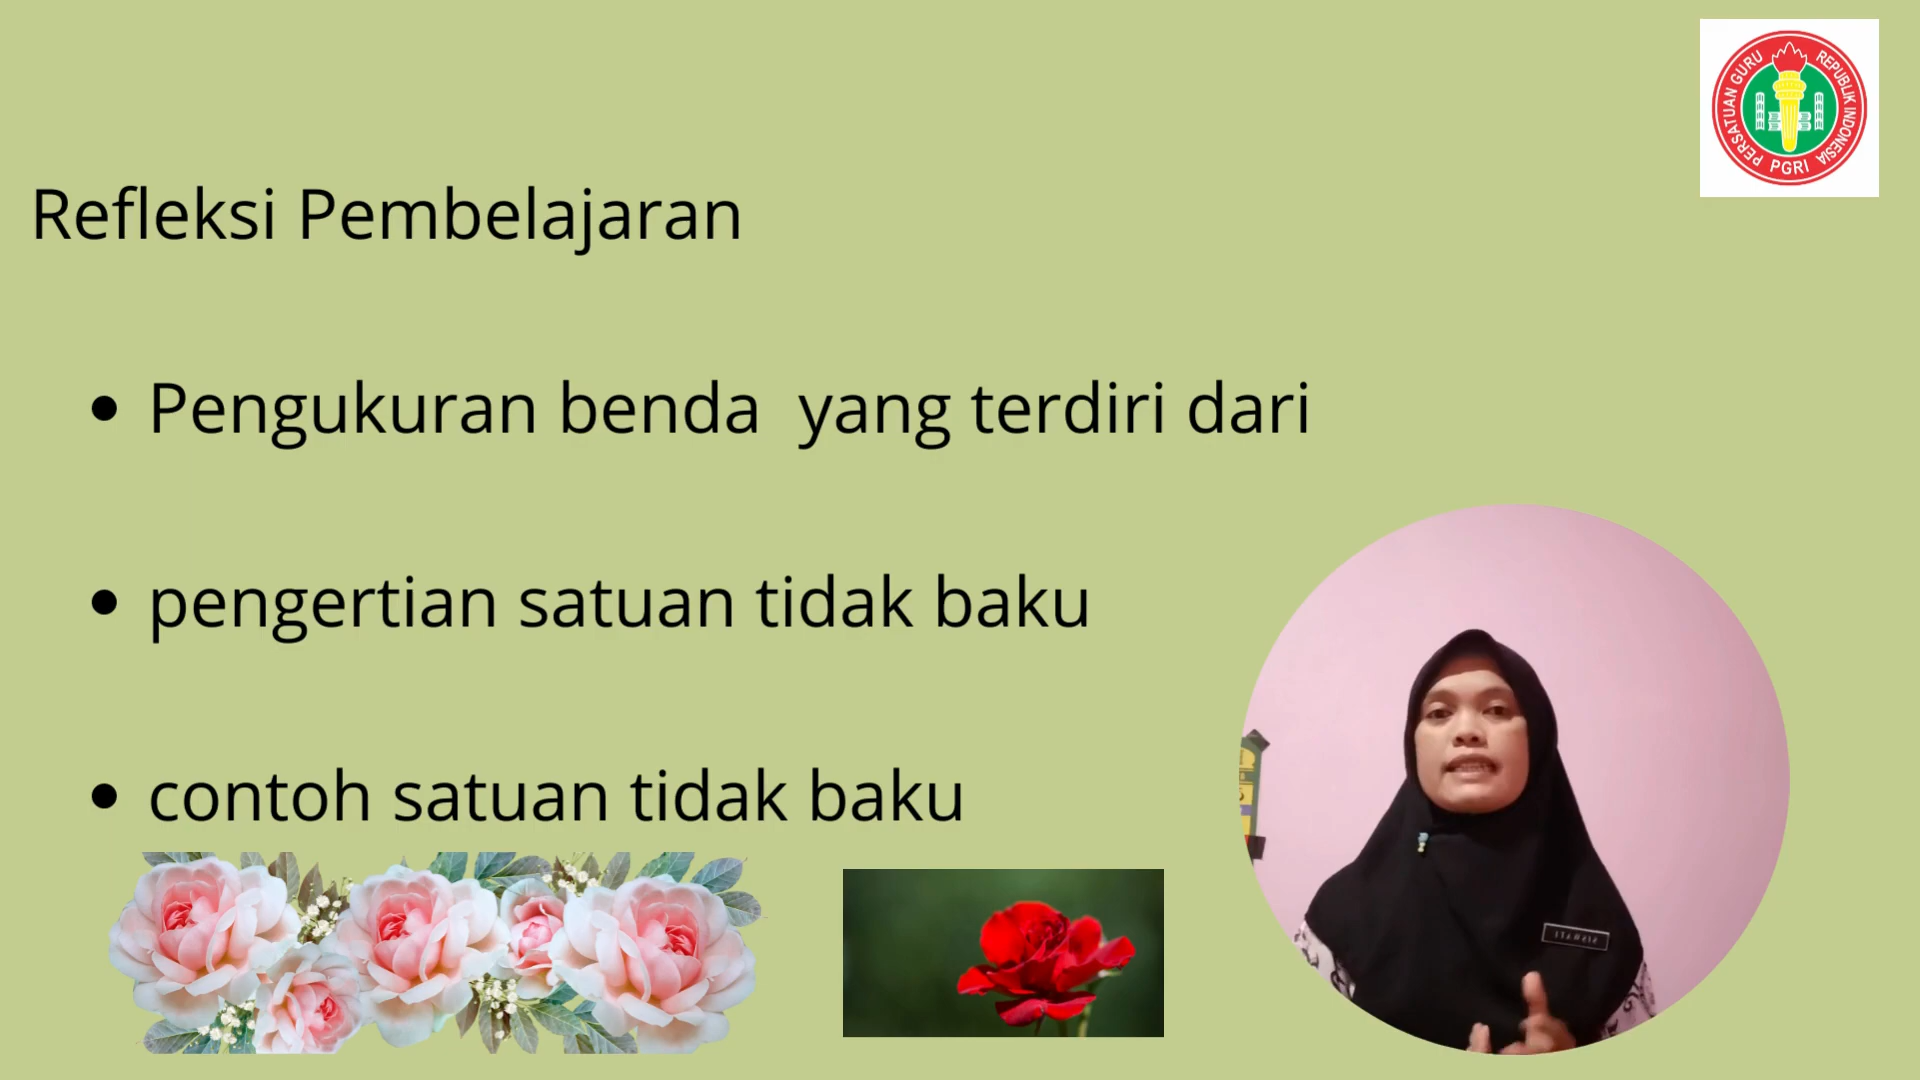 PERSATUAN GURU REPUBLIK INDONESIA
PGRI
Refleksi Pembelajaran
Pengukuran benda yang terdiri dari
pengertian satuan tidak baku
contoh satuan tidak baku